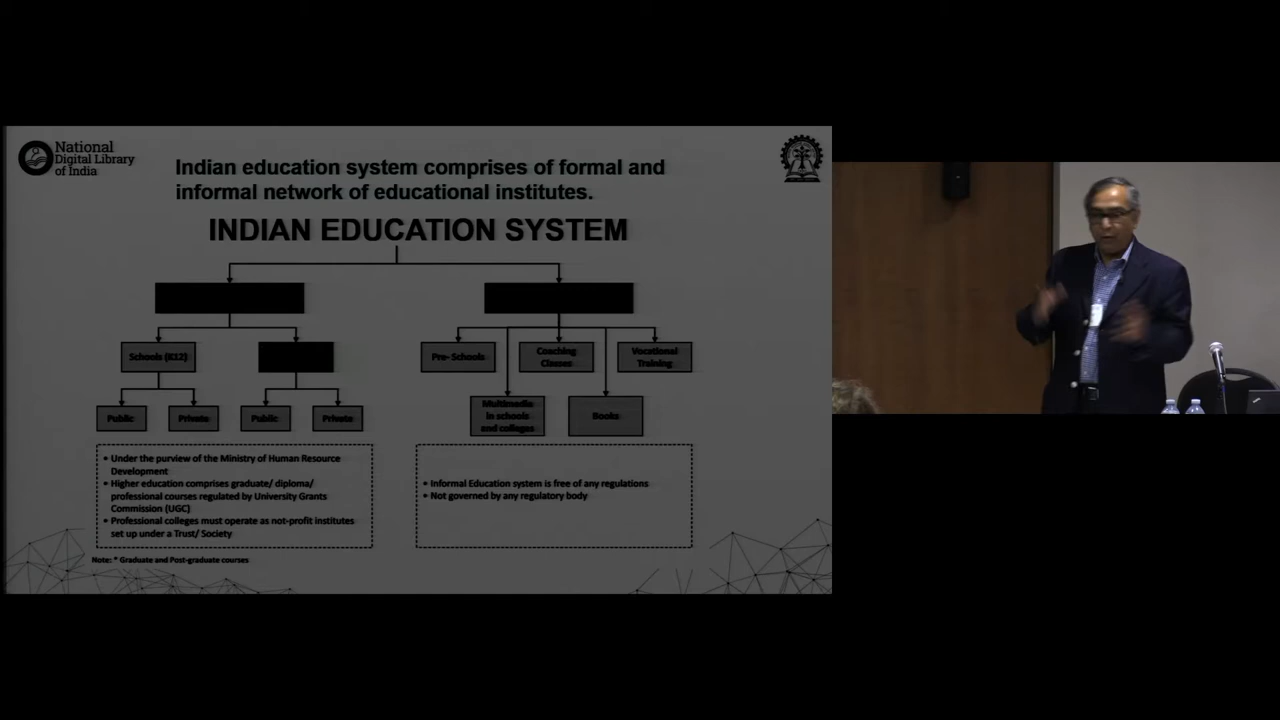 National
Digital Library
of India
Indian education system comprises of formal and
informal network of educational institutes.
INDIAN EDUCATION SYSTEM
Schools (K12)
Pre- Schools
Coaching
Classes
Vocational
Training
Public
Private
Public
Private
Multimedia
in schools
and colleges
Books
• Under the purview of the Ministry of Human Resource
Development
• Higher education comprises graduate/ diploma/
professional courses regulated by University Grants
Commission (UGC)
• Professional colleges must operate as not-profit institutes
set up under a Trust/ Society
• Informal Education system is free of any regulations
• Not governed by any regulatory body
Note: * Graduate and Post-graduate courses